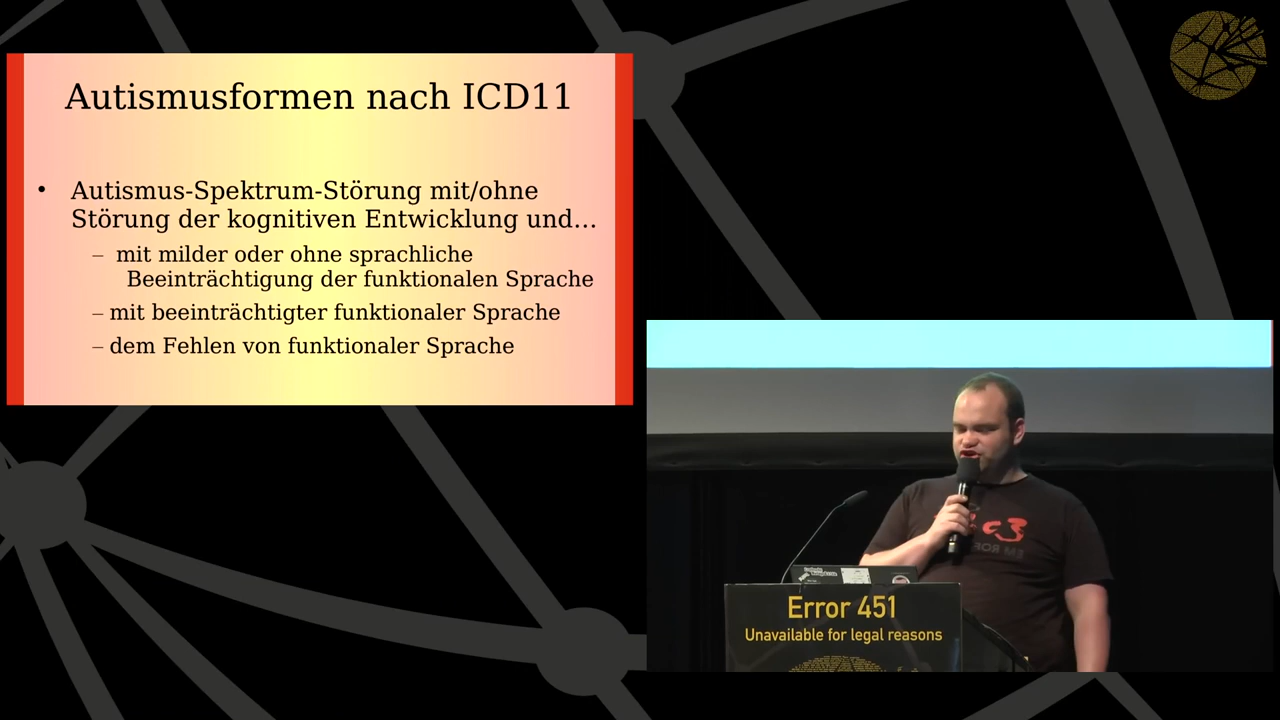 Autismusformen nach ICD11
• Autismus-Spektrum-Störung mit/ohne
Störung der kognitiven Entwicklung und...
– mit milder oder ohne sprachliche
Beeinträchtigung der funktionalen Sprache
– mit beeinträchtigter funktionaler Sprache
– dem Fehlen von funktionaler Sprache
Error 451
Unavailable for legal reasons